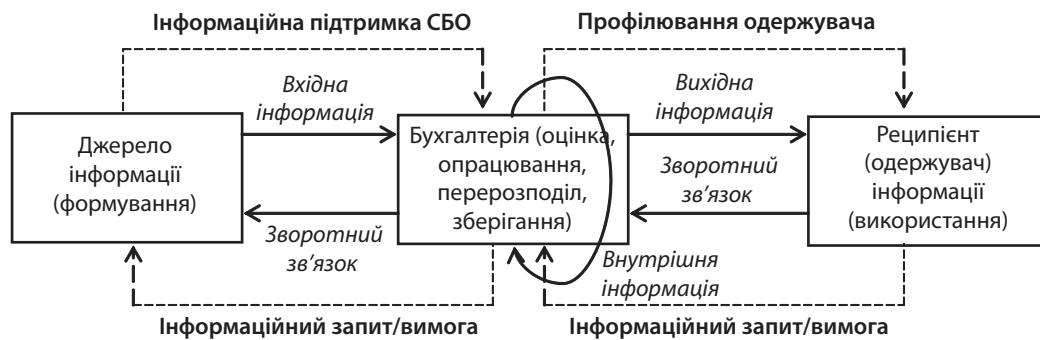 Інформаційна підтримка СБО
Профілювання одержувача
Вхідна
інформація
Вихідна
інформація
Джерело
інформації
(формування)
Бухгалтерія (оцінка,
опрацювання,
перерозподіл,
зберігання)
Реципієнт
(одержувач)
інформації
(використання)
Зворотний
зв'язок
Зворотний
зв'язок
Внутрішня
інформація
Інформаційний запит/вимога
Інформаційний запит/вимога